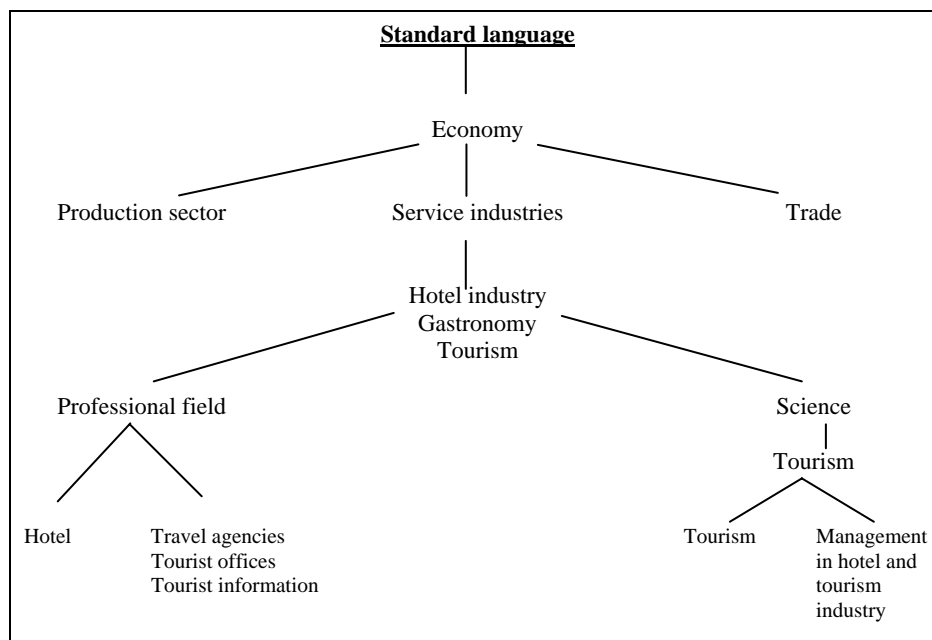 Standard language
Economy
Production sector
Service industries
Trade
Hotel industry
Gastronomy
Tourism
Professional field
Science
Tourism
Hotel
Travel agencies
Tourist offices
Tourist information
Tourism
Management
in hotel and
tourism
industry